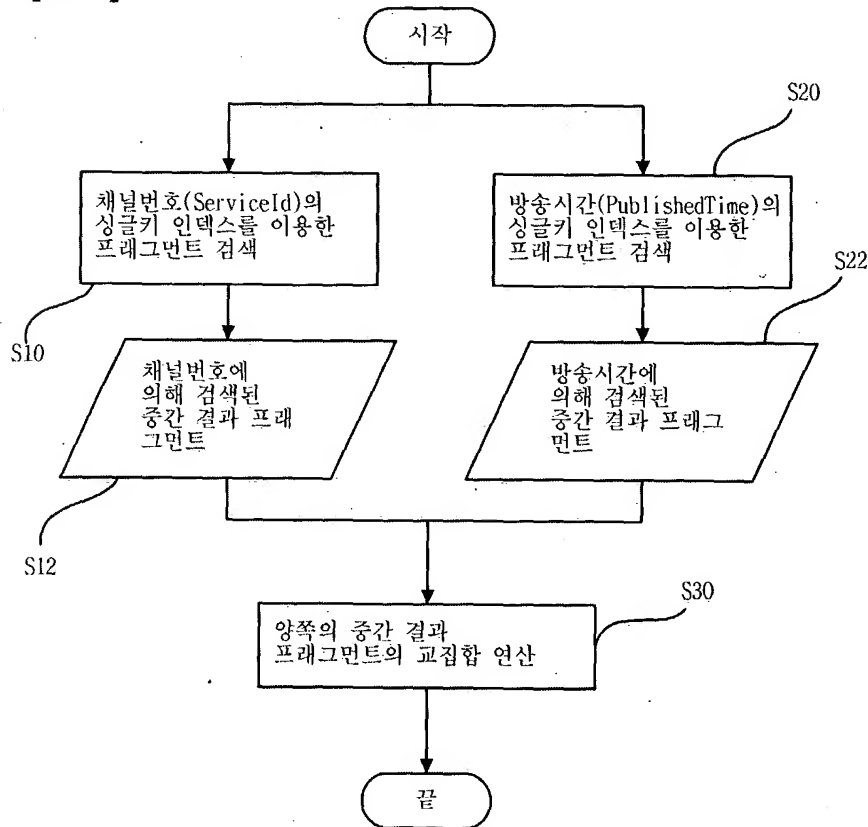 시작
S20
채널번호(ServiceId)의
싱글키 인덱스를 이용한
프래그먼트 검색
방송시간(PublishedTime)의
싱글키 인덱스를 이용한
프래그먼트 검색
S10
S22
채널번호에
의해 검색된
중간 결과 프래
그먼트
방송시간에
의해 검색된
중간 결과 프래그
먼트
S12
S30
양쪽의 중간 결과
프래그먼트의 교집합 연산
끝